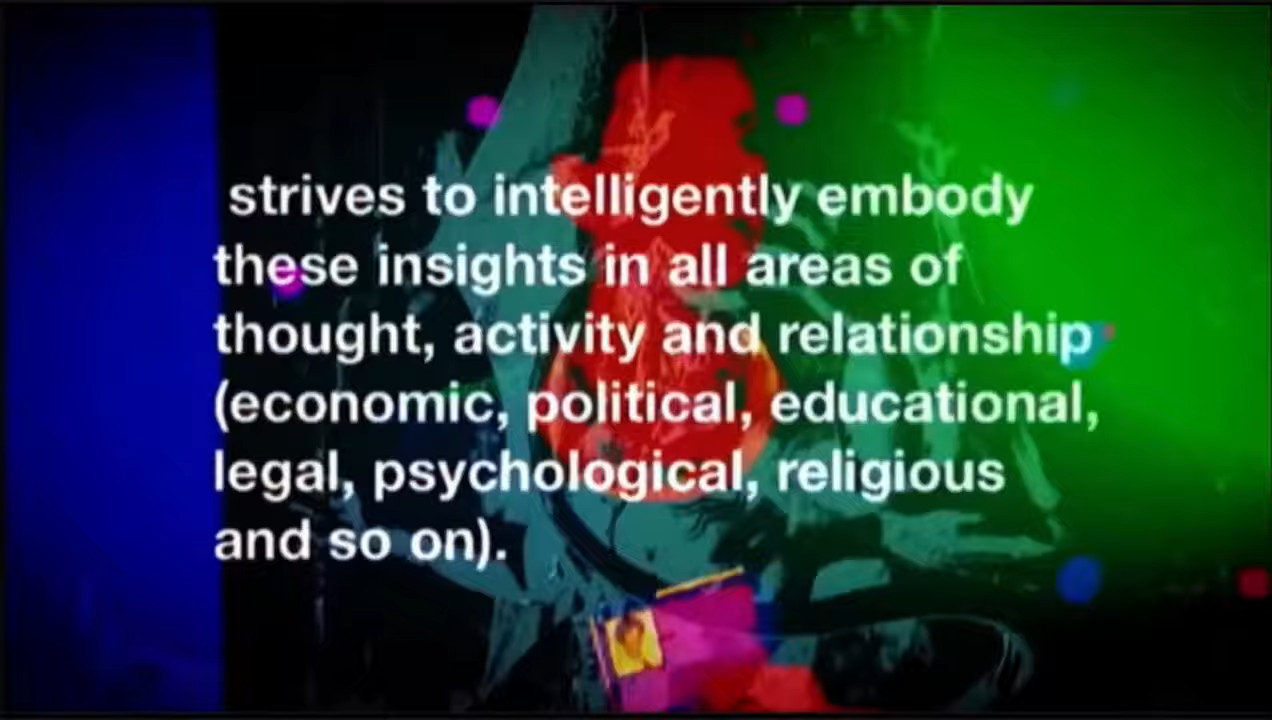 strives to intelligently embody
these insights in all areas of
thought, activity and relationship
(economic, political, educational,
legal, psychological, religious
and so on).